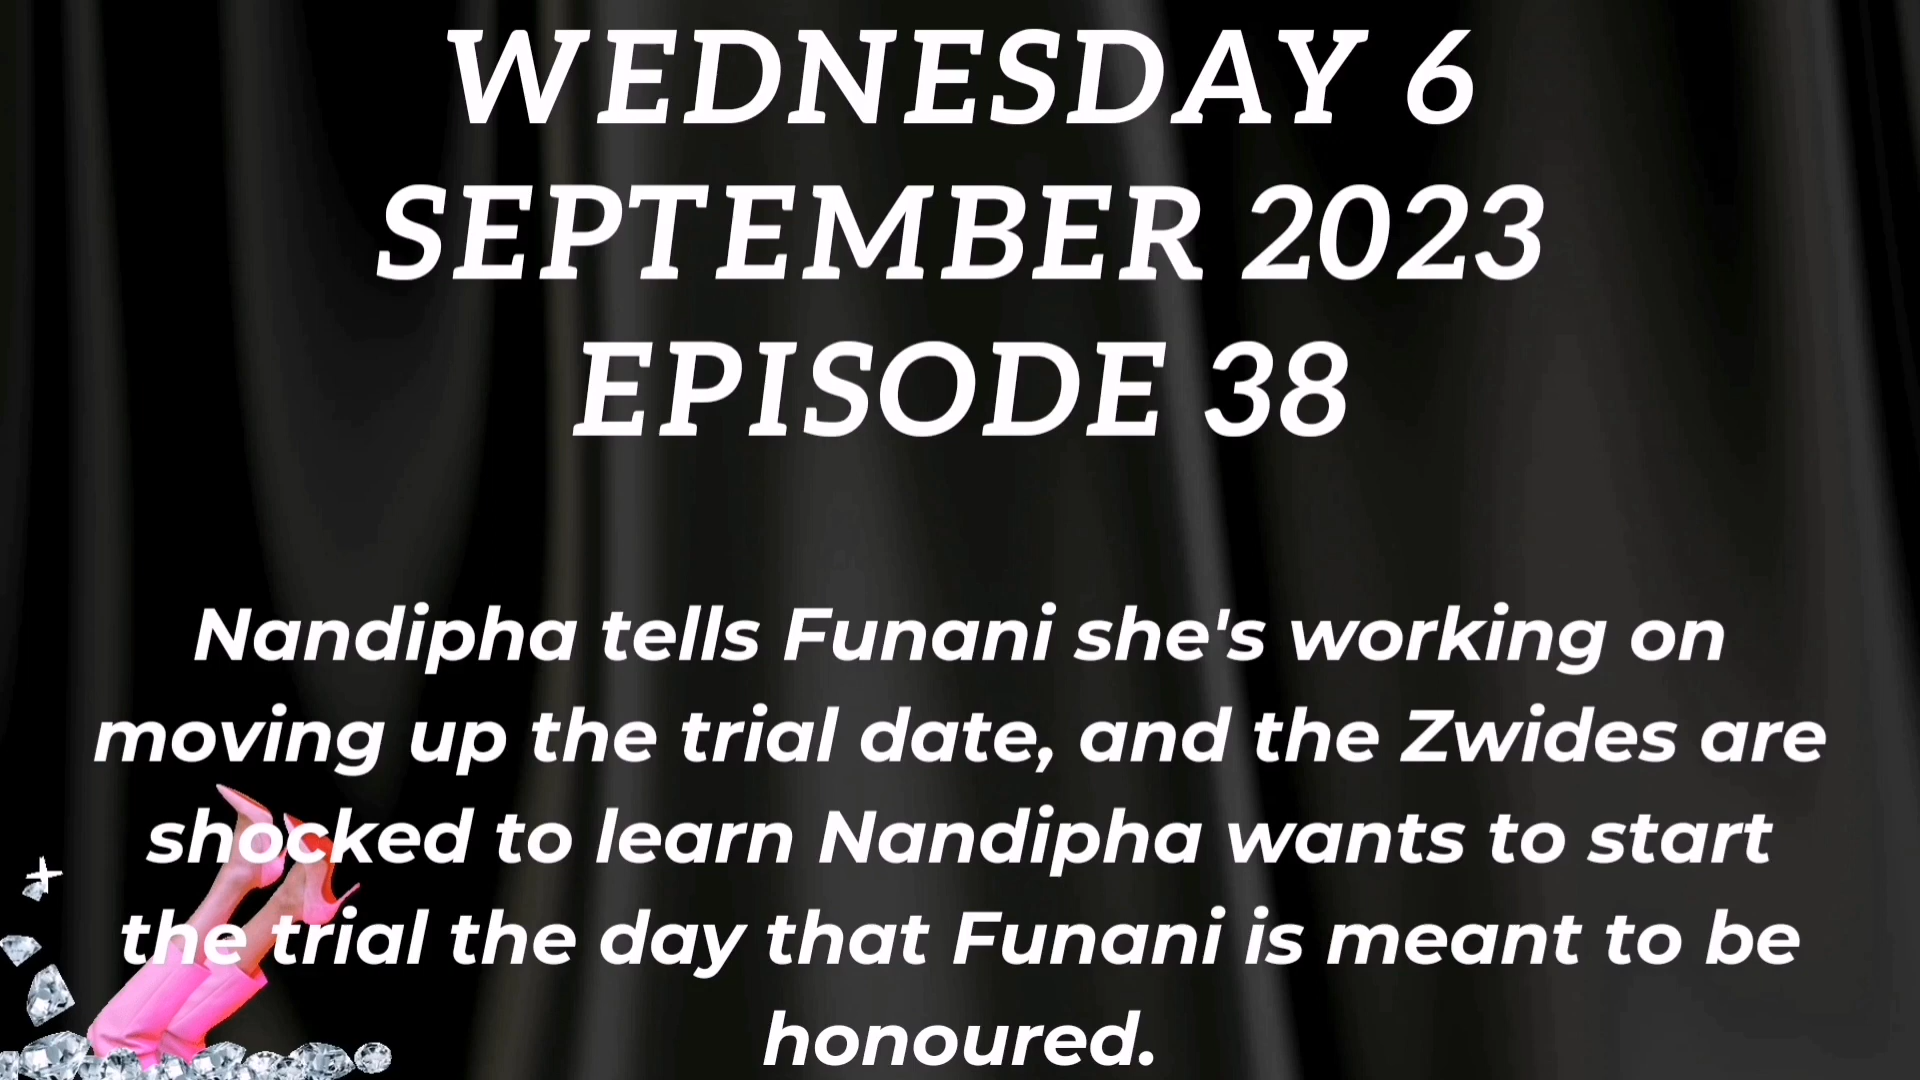 WEDNESDAY 6
SEPTEMBER 2023
EPISODE 38
Nandipha tells Funani she's working on
moving up the trial date, and the Zwides are
shocked to learn Nandipha wants to start
the trial the day that Funani is meant to be
honoured.